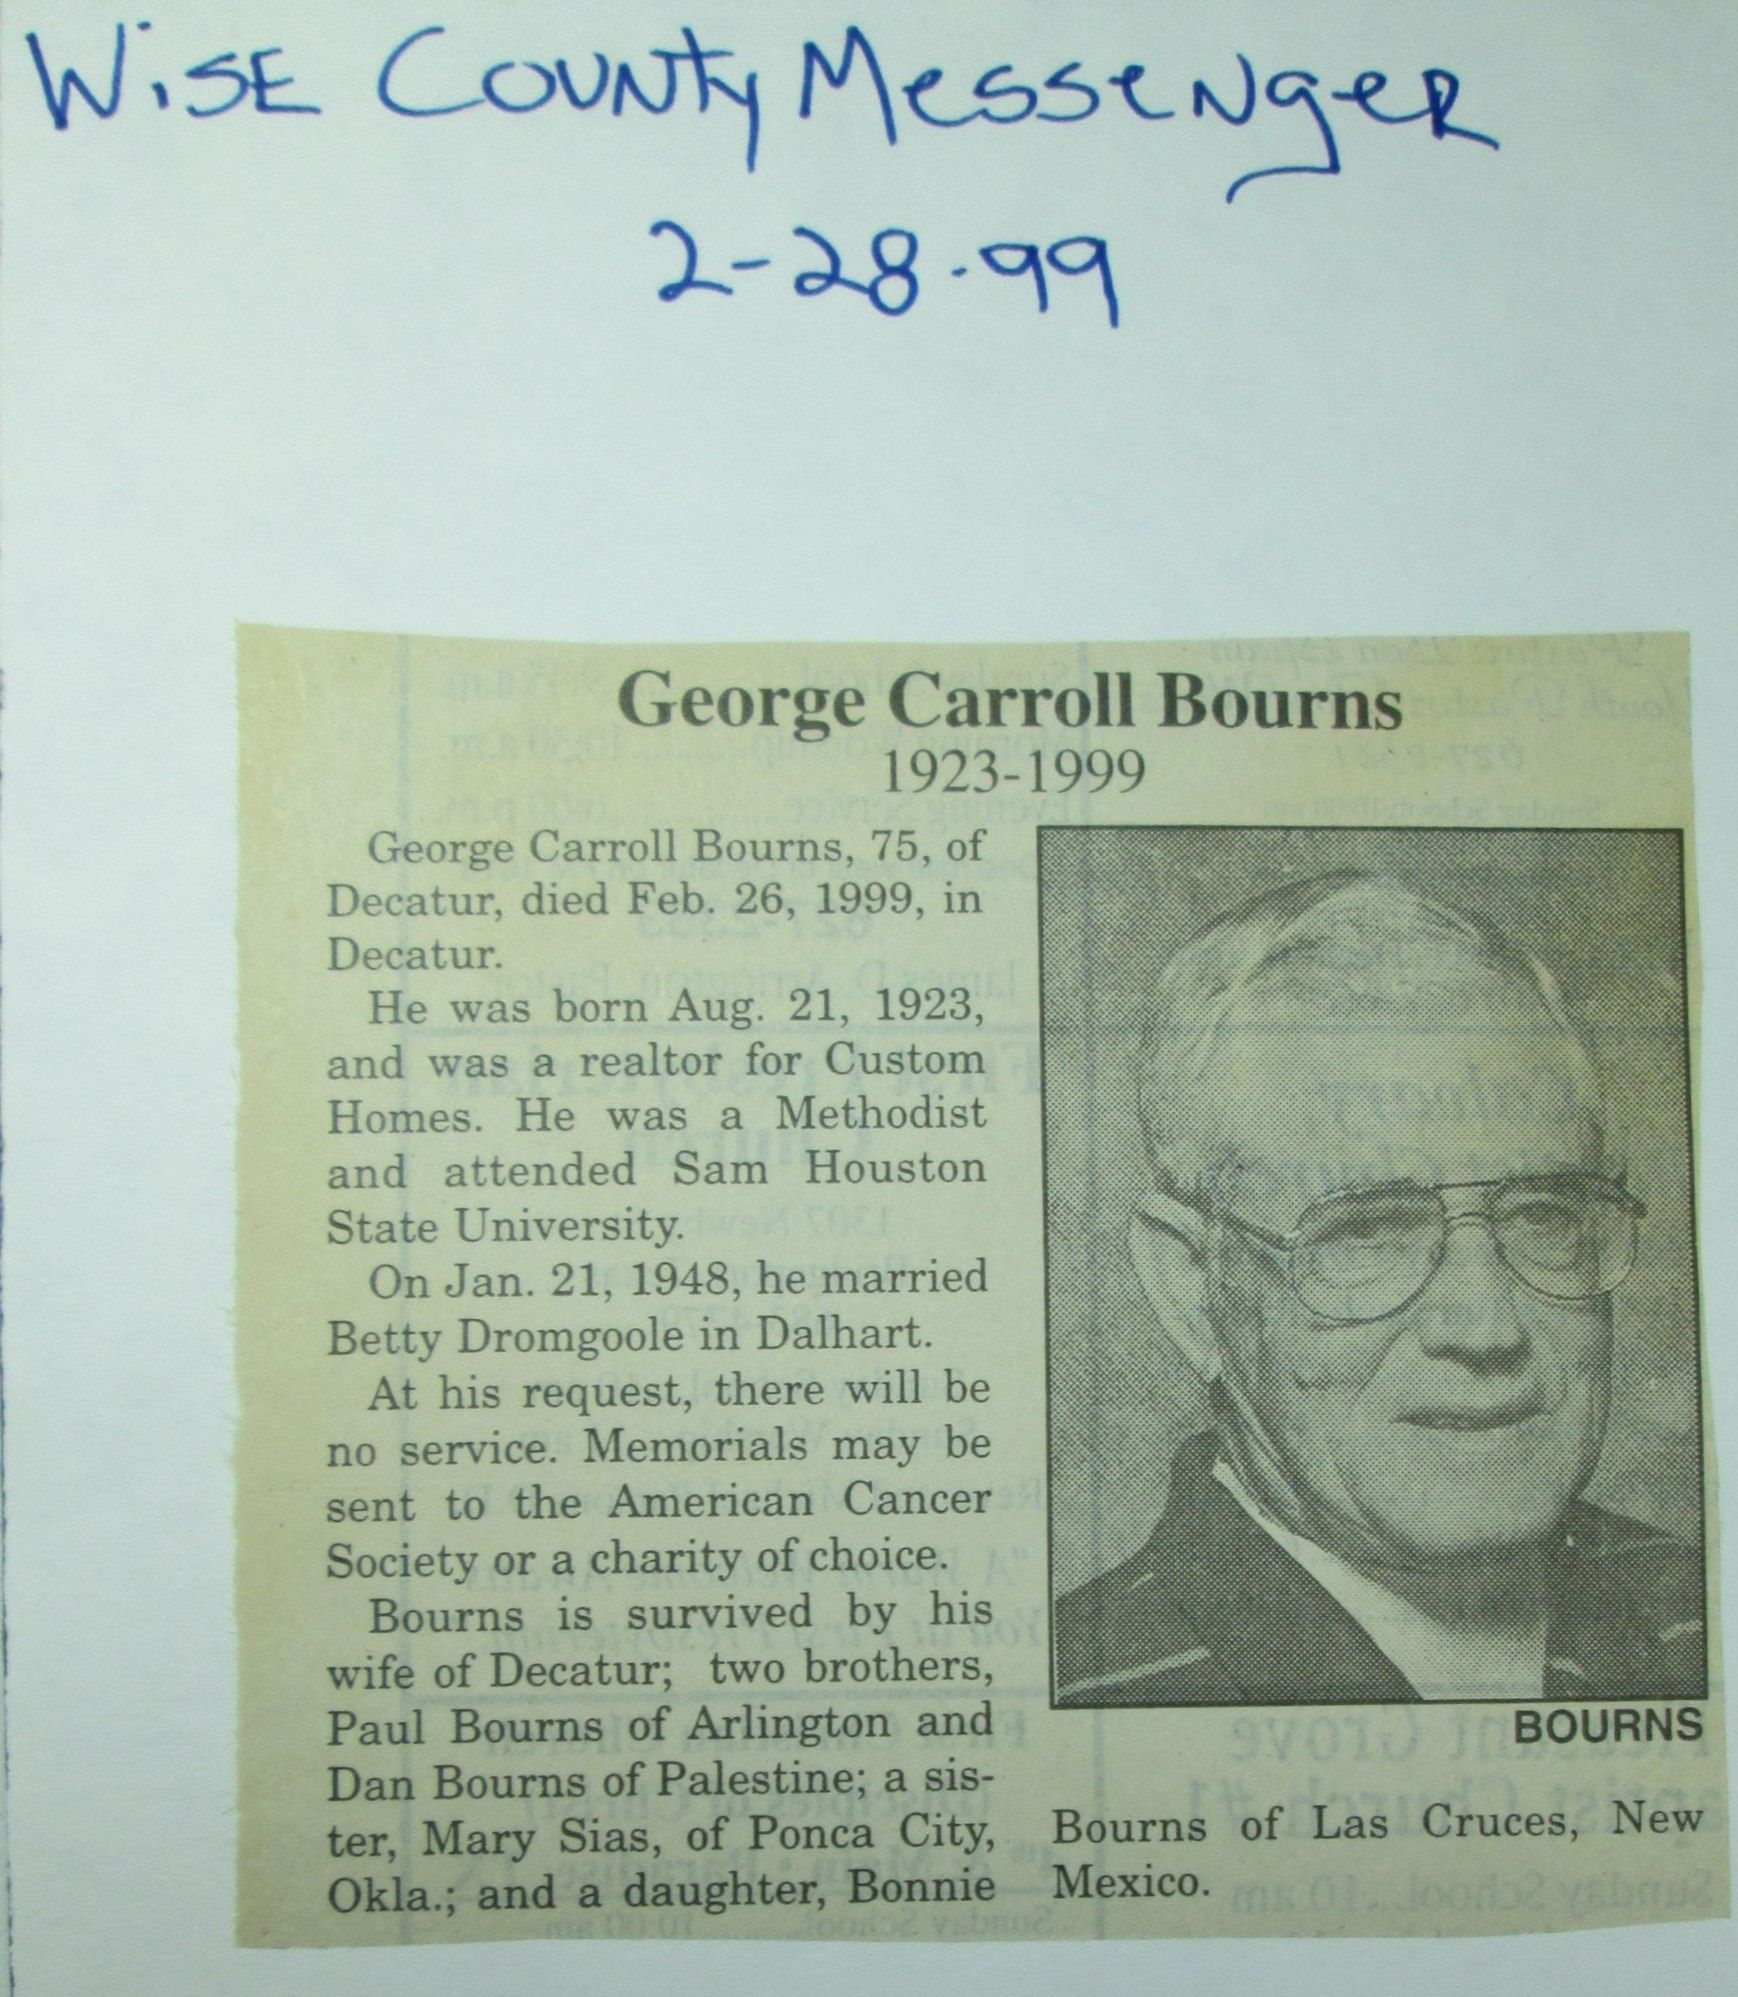 WiSE COUNTY MesseNgeR
2-28-99
George Carroll Bourns
1923-1999
George Carroll Bourns, 75, of
Decatur, died Feb. 26, 1999, in
Decatur.
He was born Aug. 21, 1923,
and was a realtor for Custom
Homes. He was a Methodist
and attended Sam Houston
State University.
On Jan. 21, 1948, he married
Betty Dromgoole in Dalhart.
At his request, there will be
no service. Memorials may be
sent to the American Cancer
Society or a charity of choice.
Bourns is survived by his
wife of Decatur; two brothers,
Paul Bourns of Arlington and
Dan Bourns of Palestine; a sis-
ter, Mary Sias, of Ponca City,
Okla.; and a daughter, Bonnie
BOURNS
Bourns of Las Cruces, New
Mexico.